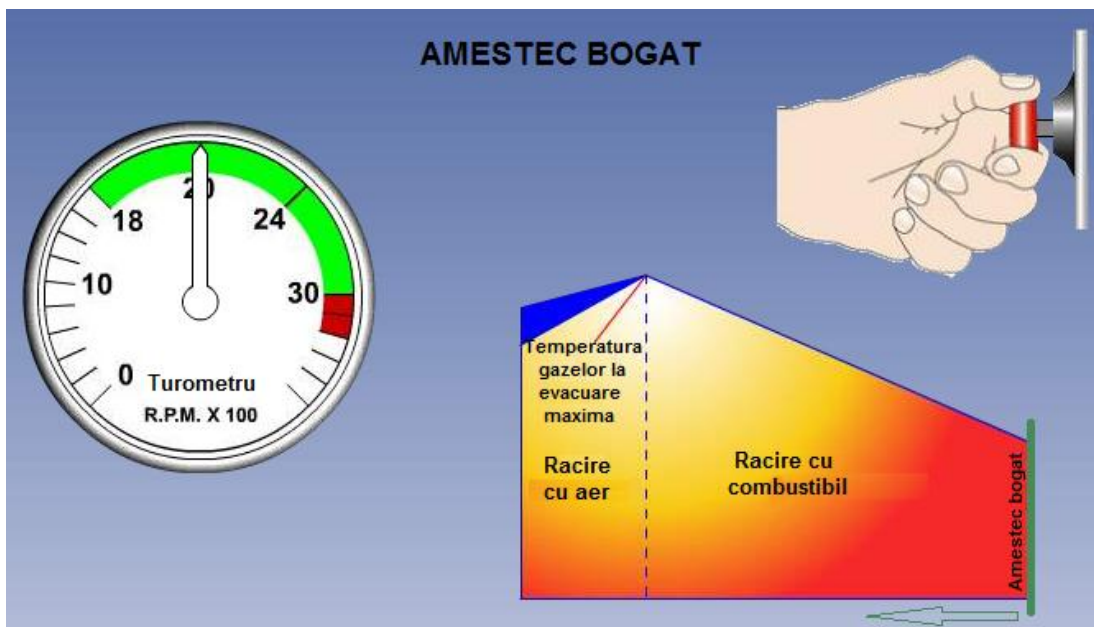 AMESTEC BOGAT
20
18
24
10
30
0
Turometru
R.P.M. X 100
Temperatura
gazelor la
evacuare
maxima
Racire
cu aer
Racire cu
combustibil
Amestec bogat